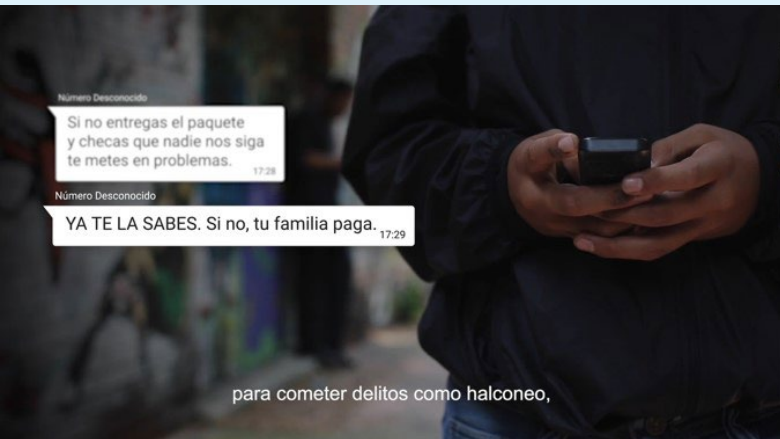 Número Desconocido
Si no entregas el paquete
y checas que nadie nos siga
te metes en problemas.
17:28
Número Desconocido
YA TE LA SABES. Si no, tu familia paga.
17:29
para cometer delitos como halconeo,